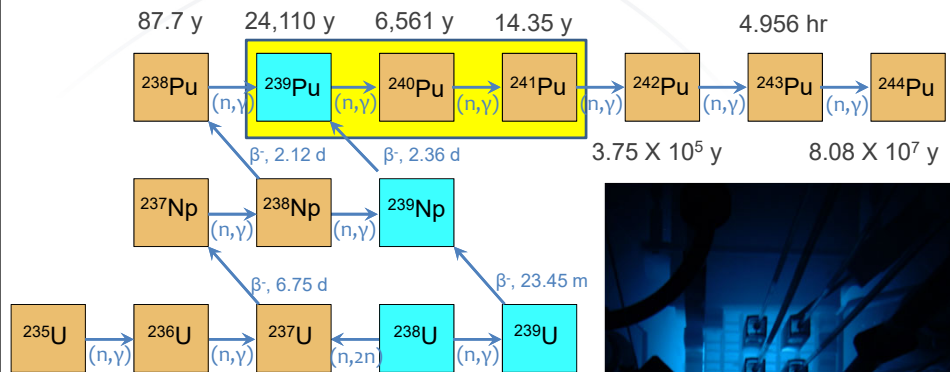 87.7 y 24,110 y 6,561 y 14.35 y 4.956 hr
²³⁸Pu ²³⁹Pu ²⁴⁰Pu ²⁴¹Pu ²⁴²Pu ²⁴³Pu ²⁴⁴Pu
(n,γ) (n,γ) (n,γ) (n,γ) (n,γ) (n,γ)
β⁻, 2.12 d β⁻, 2.36 d 3.75 X 10⁵ y 8.08 X 10⁷ y
²³⁷Np ²³⁸Np ²³⁹Np
(n,γ) (n,γ)
β⁻, 6.75 d β⁻, 23.45 m
²³⁵U ²³⁶U ²³⁷U ²³⁸U ²³⁹U
(n,γ) (n,γ) (n,2n) (n,γ)